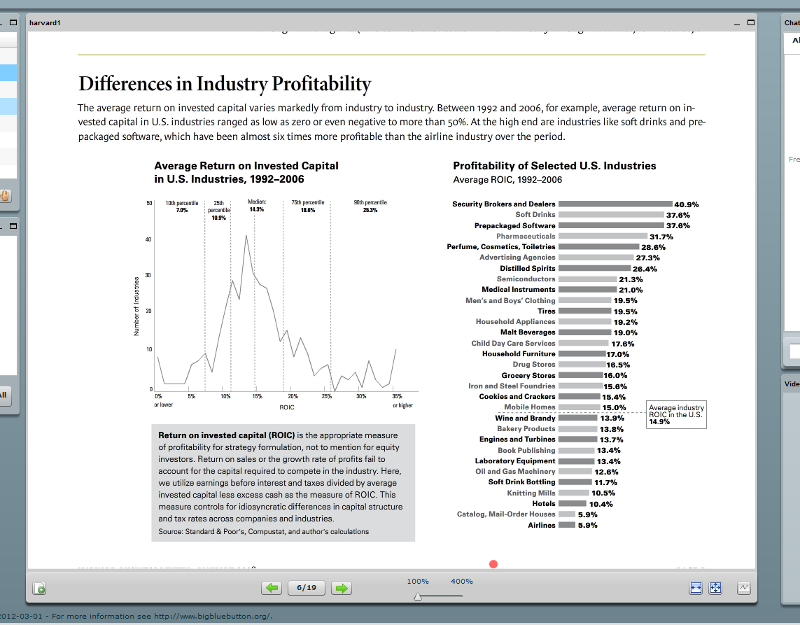 harvard1
Chat
Differences in Industry Profitability
The average return on invested capital varies markedly from industry to industry. Between 1992 and 2006, for example, average return on in-
vested capital in U.S. industries ranged as low as zero or even negative to more than 50%. At the high end are industries like soft drinks and pre-
packaged software, which have been almost six times more profitable than the airline industry over the period.
Average Return on Invested Capital
in U.S. Industries, 1992–2006
10th percentile
7.0%
25th
percentile
10.9%
Median:
14.3%
75th percentile
18.6%
90th percentile
25.3%
50
40
30
20
10
0
Number of Industries
0%
or lower
5%
10%
15%
20%
25%
30%
35%
or higher
ROIC
Return on invested capital (ROIC) is the appropriate measure
of profitability for strategy formulation, not to mention for equity
investors. Return on sales or the growth rate of profits fail to
account for the capital required to compete in the industry. Here,
we utilize earnings before interest and taxes divided by average
invested capital less excess cash as the measure of ROIC. This
measure controls for idiosyncratic differences in capital structure
and tax rates across companies and industries.
Source: Standard & Poor's, Compustat, and author's calculations
Profitability of Selected U.S. Industries
Average ROIC, 1992–2006
Security Brokers and Dealers 40.9%
Soft Drinks 37.6%
Prepackaged Software 37.6%
Pharmaceuticals 31.7%
Perfume, Cosmetics, Toiletries 28.6%
Advertising Agencies 27.3%
Distilled Spirits 26.4%
Semiconductors 21.3%
Medical Instruments 21.0%
Men's and Boys' Clothing 19.5%
Tires 19.5%
Household Appliances 19.2%
Malt Beverages 19.0%
Child Day Care Services 17.6%
Household Furniture 17.0%
Drug Stores 16.5%
Grocery Stores 16.0%
Iron and Steel Foundries 15.6%
Cookies and Crackers 15.4%
Mobile Homes 15.0%
Wine and Brandy 13.9%
Bakery Products 13.8%
Engines and Turbines 13.7%
Book Publishing 13.4%
Laboratory Equipment 13.4%
Oil and Gas Machinery 12.6%
Soft Drink Bottling 11.7%
Knitting Mills 10.5%
Hotels 10.4%
Catalog, Mail-Order Houses 5.9%
Airlines 5.9%
Average industry
ROIC in the U.S.
14.9%
6/19
100% 400%
2012-03-01 - For more information see http://www.bigbluebutton.org/.